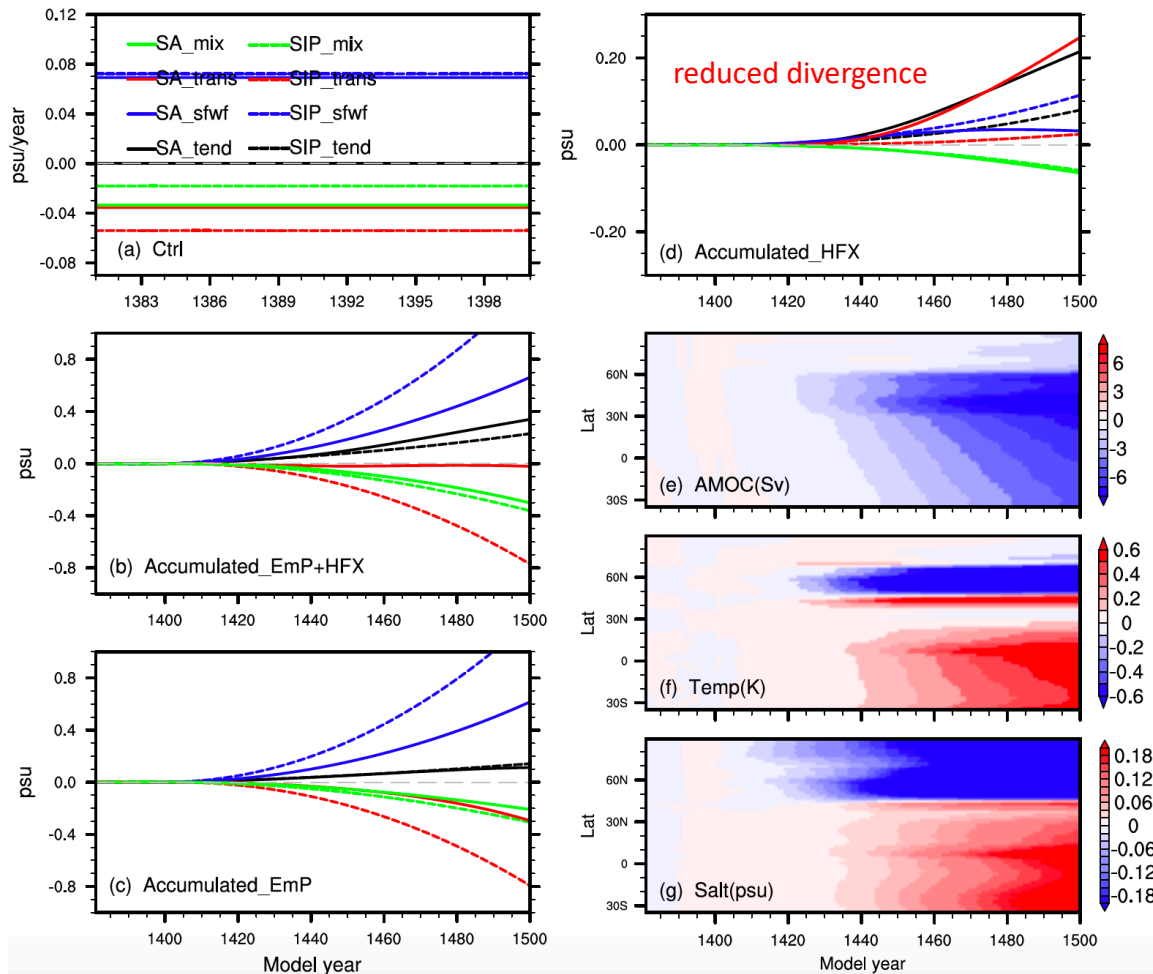 0.12
0.08
0.04
0.00
-0.04
-0.08
psu/year
SA_mix SIP_mix
SA_trans SIP_trans
SA_sfwf SIP_sfwf
SA_tend SIP_tend
(a) Ctrl
1383 1386 1389 1392 1395 1398
0.8
0.4
0.0
-0.4
-0.8
psu
(b) Accumulated_EmP+HFX
1400 1420 1440 1460 1480 1500
0.8
0.4
0.0
-0.4
-0.8
psu
(c) Accumulated_EmP
1400 1420 1440 1460 1480 1500
Model year
0.20
0.00
-0.20
psu
reduced divergence
(d) Accumulated_HFX
1400 1420 1440 1460 1480 1500
60N
30N
0
30S
Lat
(e) AMOC(Sv)
6
3
0
-3
-6
60N
30N
0
30S
Lat
(f) Temp(K)
0.6
0.4
0.2
0
-0.2
-0.4
-0.6
60N
30N
0
30S
Lat
(g) Salt(psu)
0.18
0.12
0.06
0
-0.06
-0.12
-0.18
1400 1420 1440 1460 1480 1500
Model year